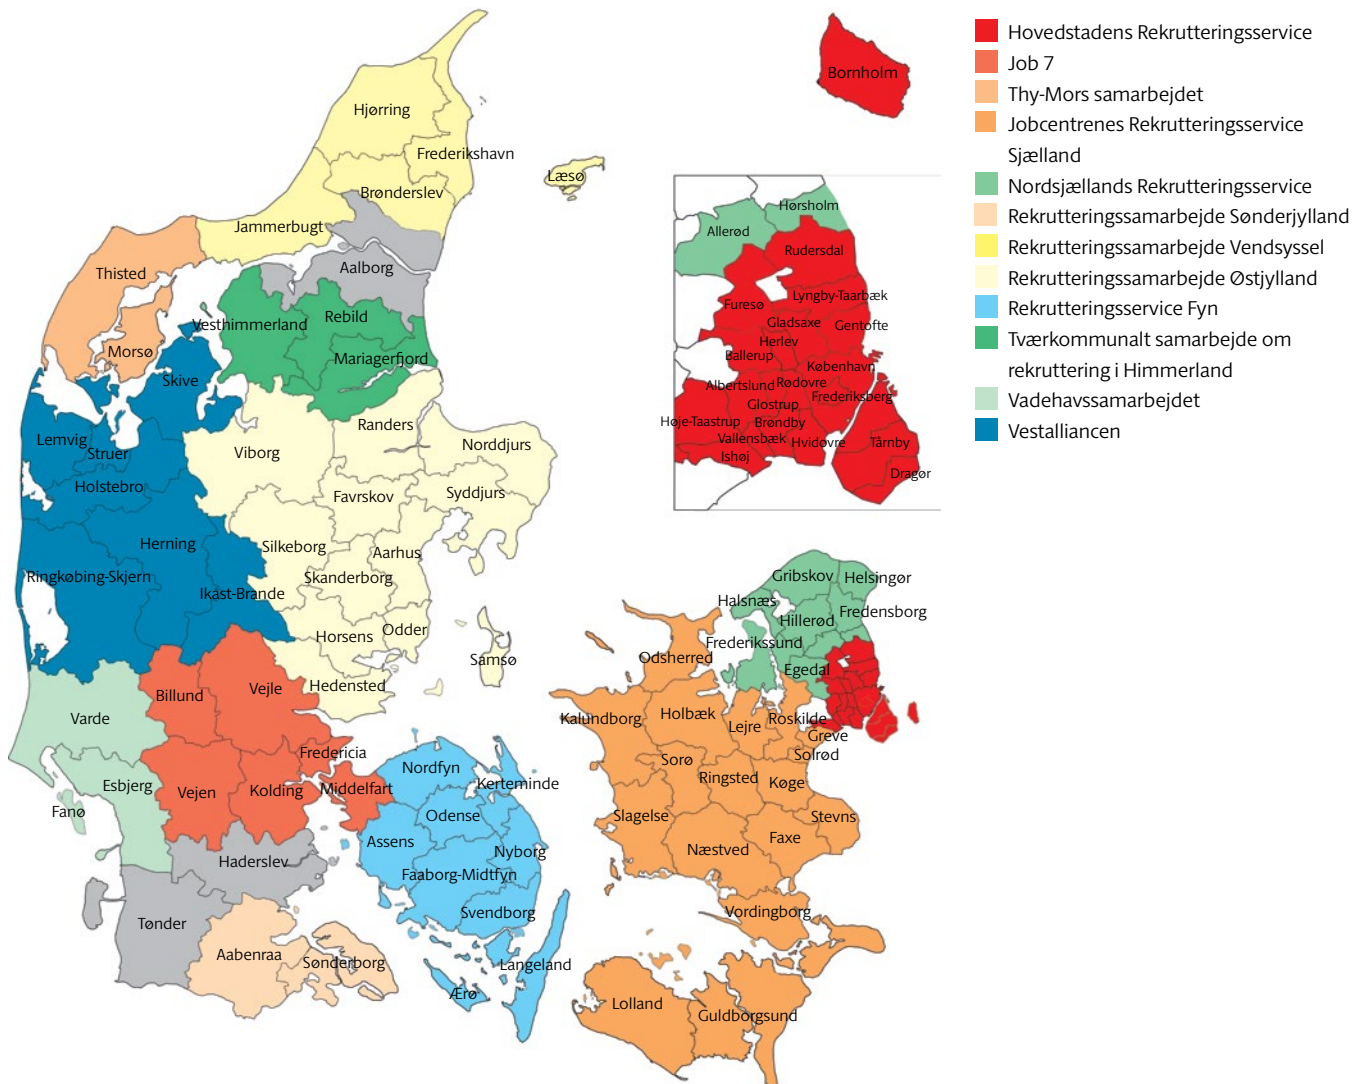 Hovedstadens Rekrutteringsservice
Job 7
Thy-Mors samarbejdet
Jobcentrenes Rekrutteringsservice
Sjælland
Nordsjællands Rekrutteringsservice
Rekrutteringssamarbejde Sønderjylland
Rekrutteringssamarbejde Vendsyssel
Rekrutteringssamarbejde Østjylland
Rekrutteringsservice Fyn
Tværkommunalt samarbejde om
rekruttering i Himmerland
Vadehavssamarbejdet
Vestalliancen
Bornholm
Hjørring
Frederikshavn
Læsø
Brønderslev
Jammerbugt
Aalborg
Thisted
Morsø
Vesthimmerland
Rebild
Mariagerfjord
Skive
Lemvig
Struer
Holstebro
Herning
Ringkøbing-Skjern
Ikast-Brande
Viborg
Randers
Norddjurs
Favrskov
Syddjurs
Silkeborg
Aarhus
Skanderborg
Horsens
Odder
Samsø
Hedensted
Billund
Vejle
Varde
Fredericia
Esbjerg
Vejen
Kolding
Middelfart
Fanø
Haderslev
Tønder
Aabenraa
Sønderborg
Nordfyn
Kerteminde
Odense
Assens
Nyborg
Faaborg-Midtfyn
Svendborg
Langeland
Ærø
Hørsholm
Allerød
Rudersdal
Furesø
Lyngby-Taarbæk
Gladsaxe
Gentofte
Herlev
Ballerup
København
Albertslund
Rødovre
Frederiksberg
Glostrup
Høje-Taastrup
Brøndby
Vallensbæk
Hvidovre
Ishøj
Tårnby
Dragør
Gribskov
Helsingør
Halsnæs
Hillerød
Fredensborg
Frederikssund
Egedal
Odsherred
Kalundborg
Holbæk
Lejre
Roskilde
Greve
Solrød
Sorø
Ringsted
Køge
Slagelse
Stevns
Faxe
Næstved
Vordingborg
Lolland
Guldborgsund